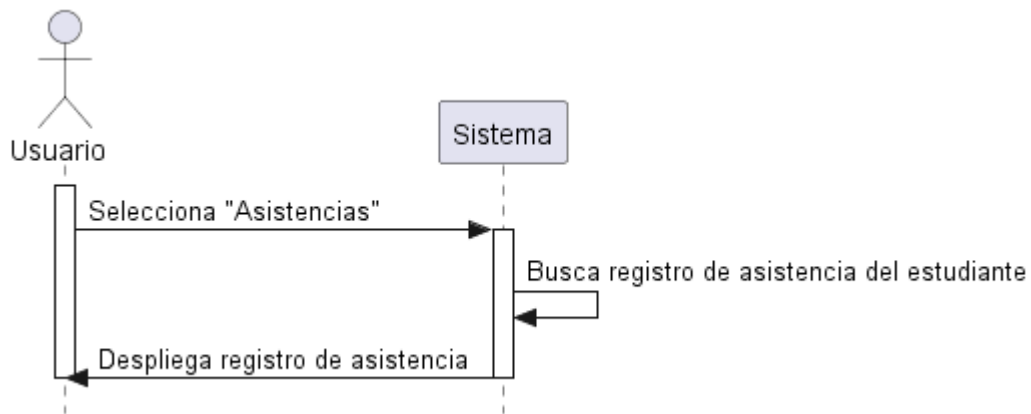 Usuario
Sistema
Selecciona "Asistencias"
Busca registro de asistencia del estudiante
Despliega registro de asistencia